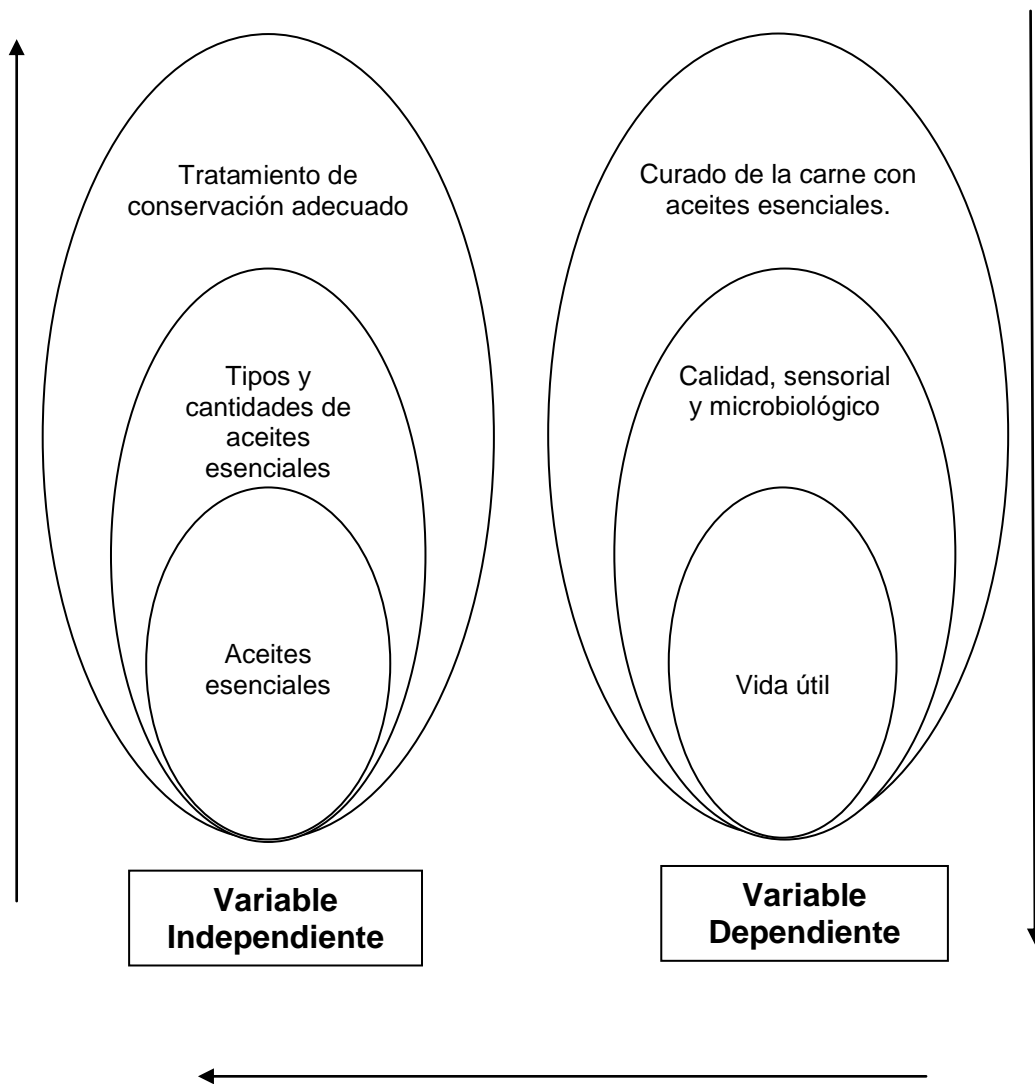 Tratamiento de
conservación adecuado
Tipos y
cantidades de
aceites
esenciales
Aceites
esenciales
Variable
Independiente
Curado de la carne con
aceites esenciales.
Calidad, sensorial
y microbiológico
Vida útil
Variable
Dependiente